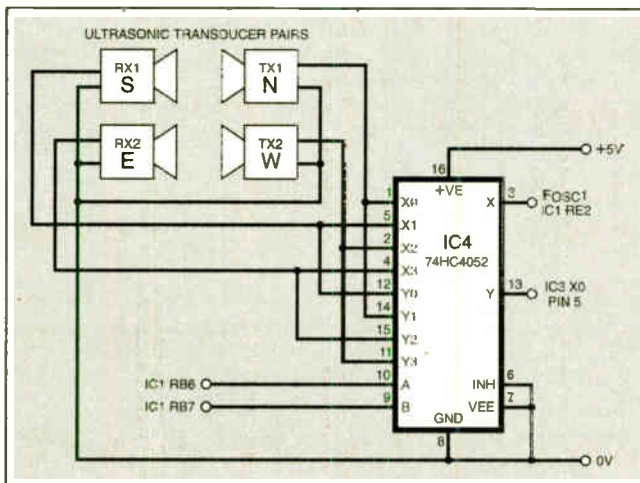 ULTRASONIC TRANSDUCER PAIRS
RX1
S
TX1
N
RX2
E
TX2
W
+5V
16
+VE
1 X0
5 X1
2 X2
4 X3
12 Y0
14 Y1
15 Y2
11 Y3
10 A
9 B
IC4
74HC4052
X 3
FOSC1
IC1 RE2
Y 13
IC3 X0
PIN 5
INH 6
VEE 7
GND
8
IC1 RB6
IC1 RB7
0V